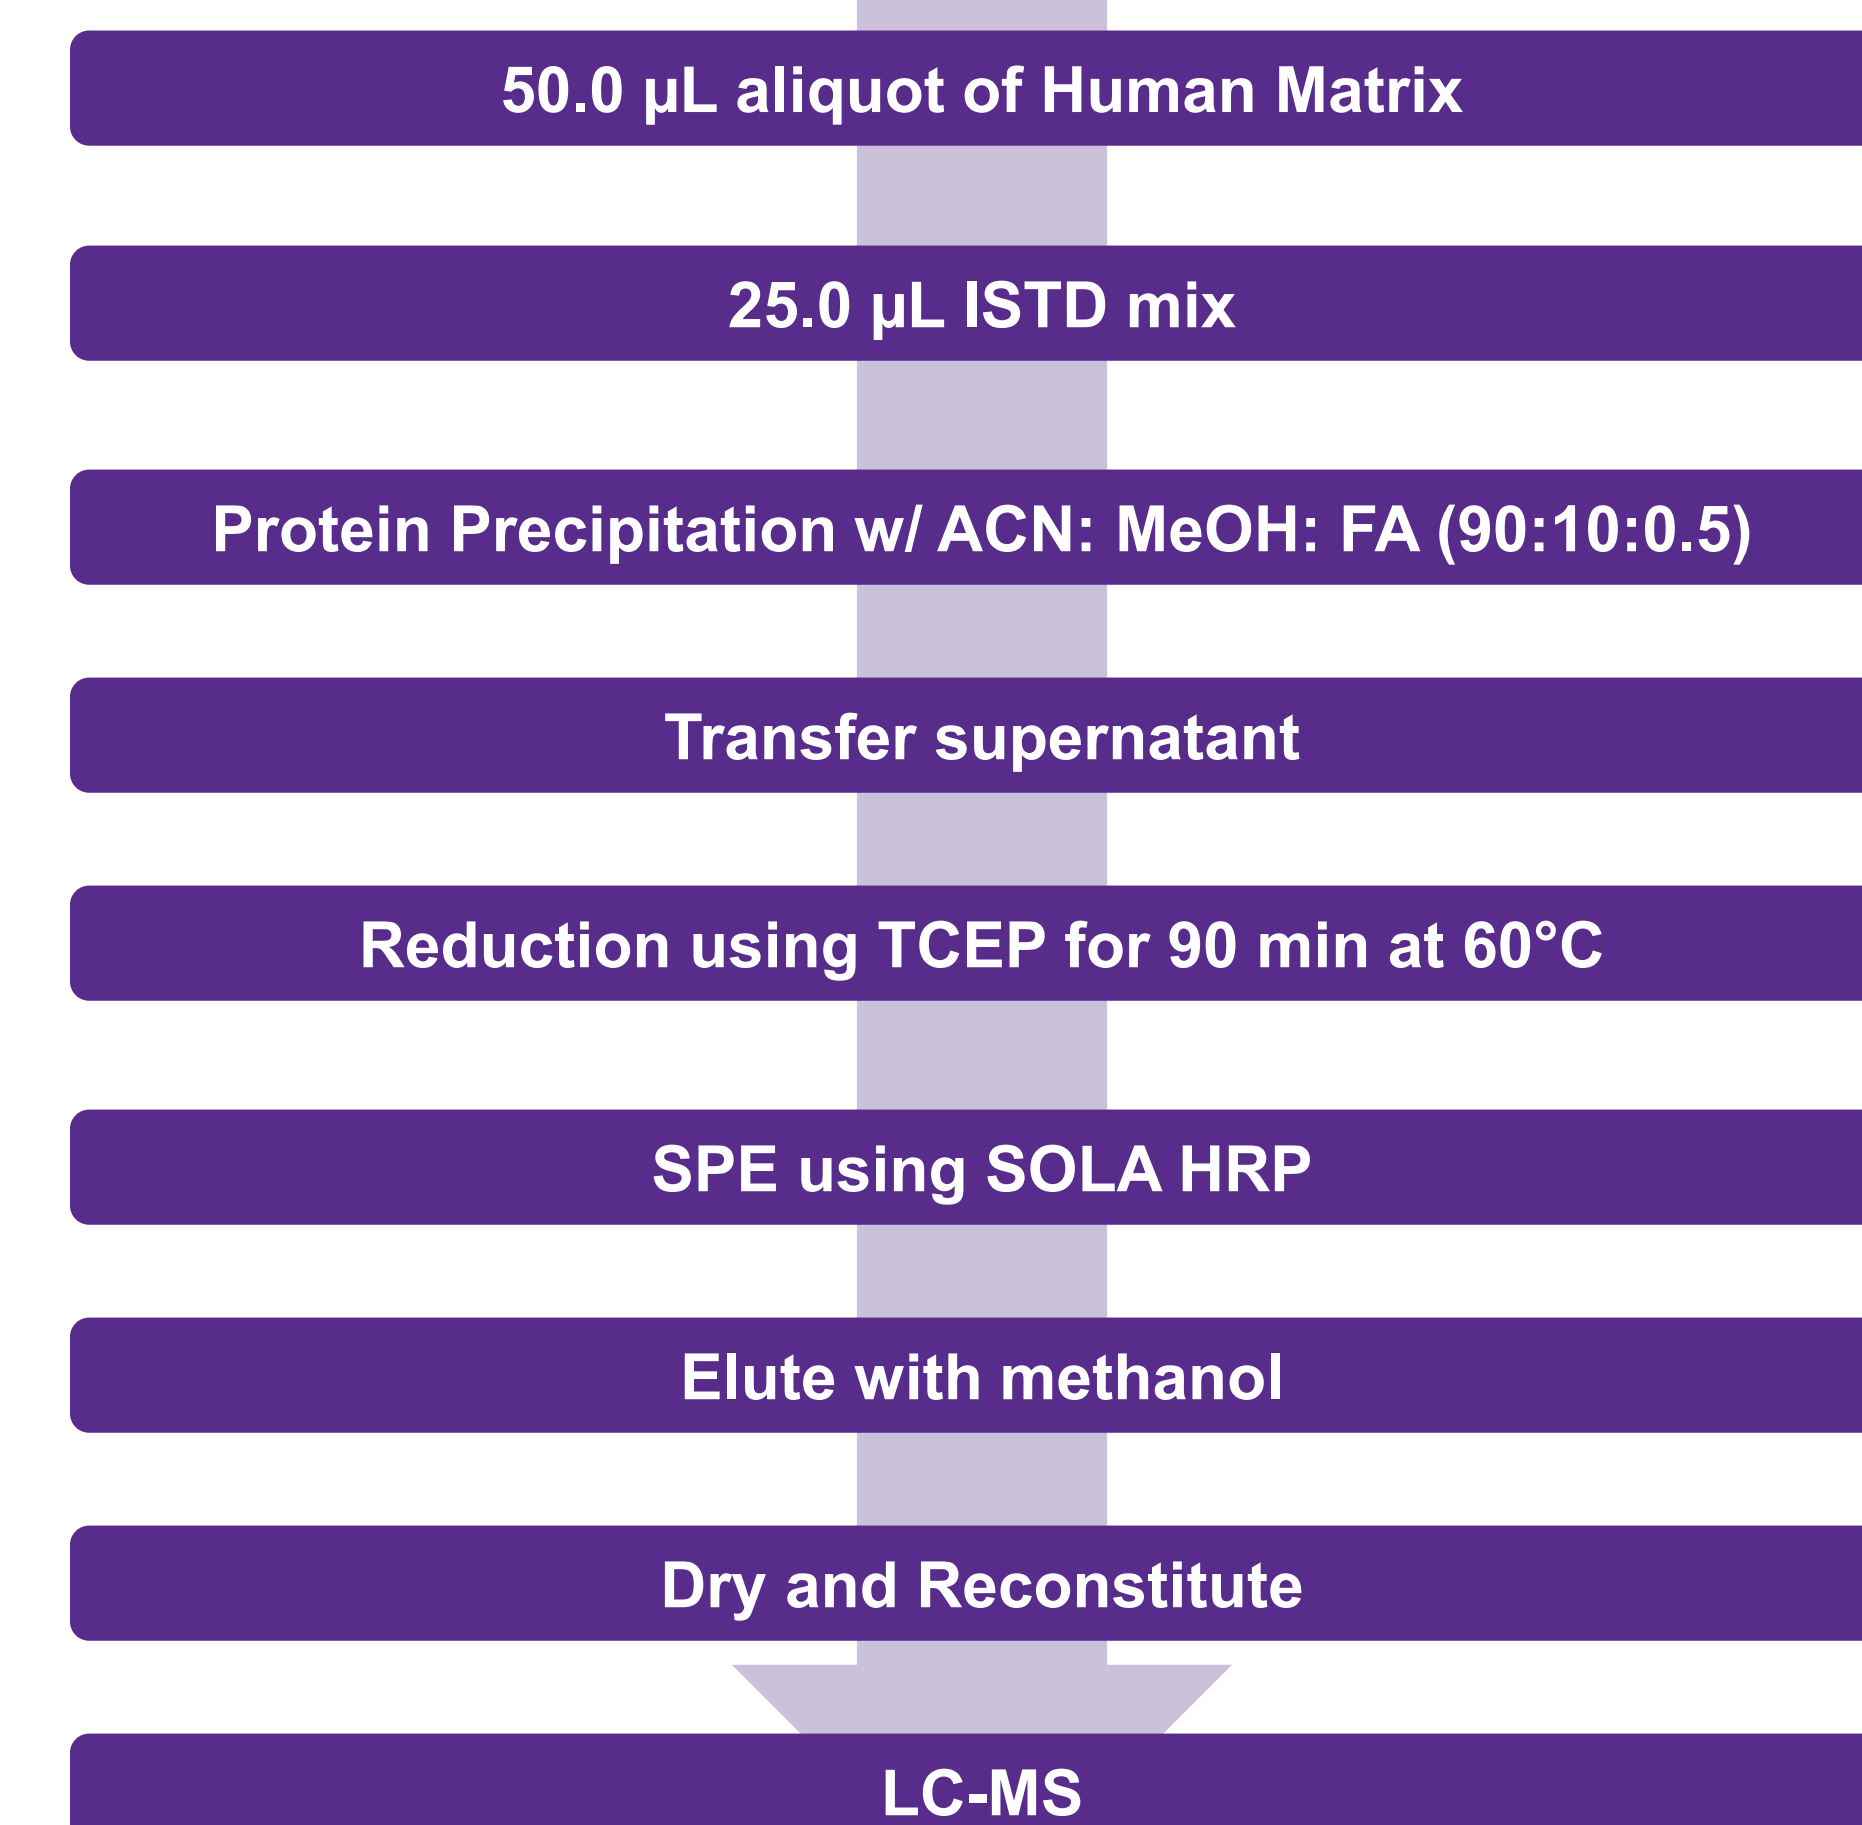 50.0 µL aliquot of Human Matrix
25.0 µL ISTD mix
Protein Precipitation w/ ACN: MeOH: FA (90:10:0.5)
Transfer supernatant
Reduction using TCEP for 90 min at 60°C
SPE using SOLA HRP
Elute with methanol
Dry and Reconstitute
LC-MS